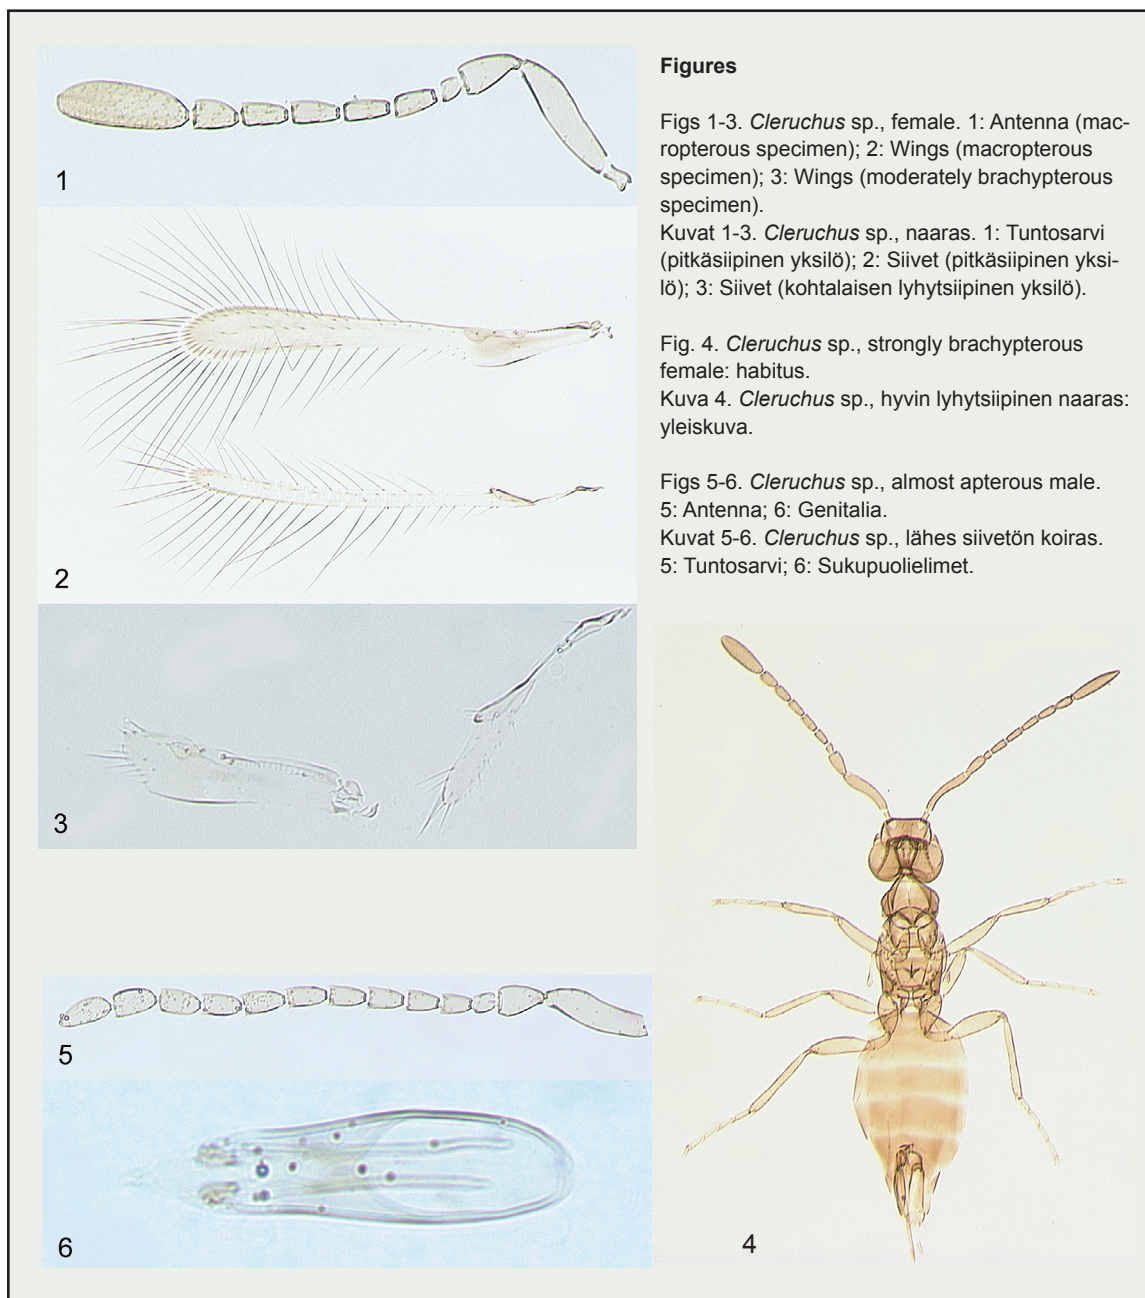 Figures
Figs 1-3. Cleruchus sp., female. 1: Antenna (mac-
ropterous specimen); 2: Wings (macropterous
specimen); 3: Wings (moderately brachypterous
specimen).
Kuvat 1-3. Cleruchus sp., naaras. 1: Tuntosarvi
(pitkäsiipinen yksilö); 2: Siivet (pitkäsiipinen yksi-
lö); 3: Siivet (kohtalaisen lyhytsiipinen yksilö).
Fig. 4. Cleruchus sp., strongly brachypterous
female: habitus.
Kuva 4. Cleruchus sp., hyvin lyhytsiipinen naaras:
yleiskuva.
Figs 5-6. Cleruchus sp., almost apterous male.
5: Antenna; 6: Genitalia.
Kuvat 5-6. Cleruchus sp., lähes siivetön koiras.
5: Tuntosarvi; 6: Sukupuolielimet.
1
2
3
5
6
4